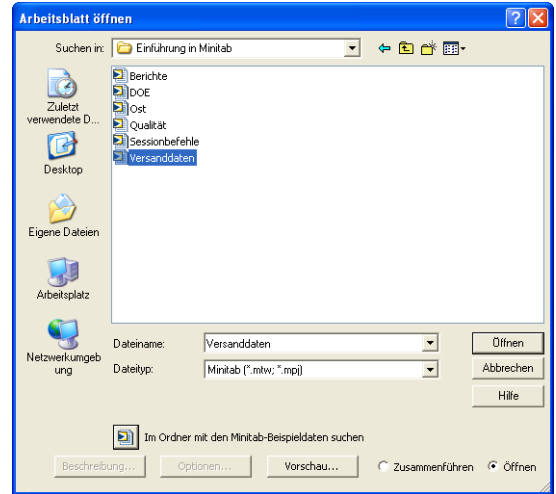 Arbeitsblatt öffnen
Suchen in: Einführung in Minitab
Zuletzt
verwendete D...
Desktop
Eigene Dateien
Arbeitsplatz
Netzwerkumgeb
ung
Berichte
DOE
Ost
Qualität
Sessionbefehle
Versanddaten
Dateiname: Versanddaten Öffnen
Dateityp: Minitab (*.mtw; *.mpj) Abbrechen
Hilfe
Im Ordner mit den Minitab-Beispieldaten suchen
Beschreibung... Optionen... Vorschau... Zusammenführen Öffnen